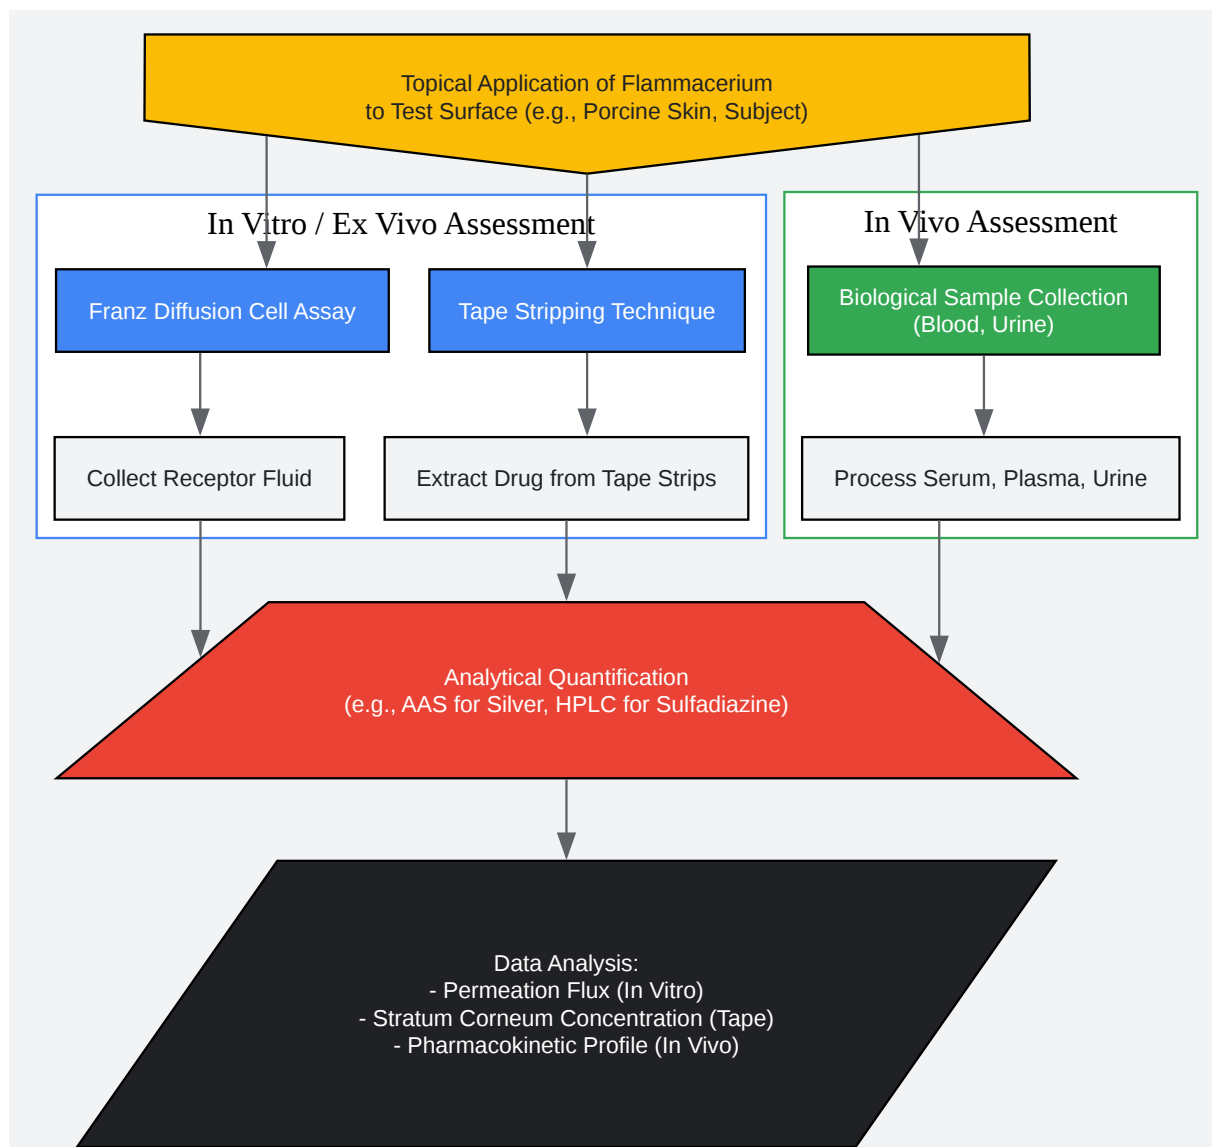 Topical Application of Flammacerium
to Test Surface (e.g., Porcine Skin, Subject)
In Vitro / Ex Vivo Assessment
In Vivo Assessment
Franz Diffusion Cell Assay
Tape Stripping Technique
Biological Sample Collection
(Blood, Urine)
Collect Receptor Fluid
Extract Drug from Tape Strips
Process Serum, Plasma, Urine
Analytical Quantification
(e.g., AAS for Silver, HPLC for Sulfadiazine)
Data Analysis:
- Permeation Flux (In Vitro)
- Stratum Corneum Concentration (Tape)
- Pharmacokinetic Profile (In Vivo)